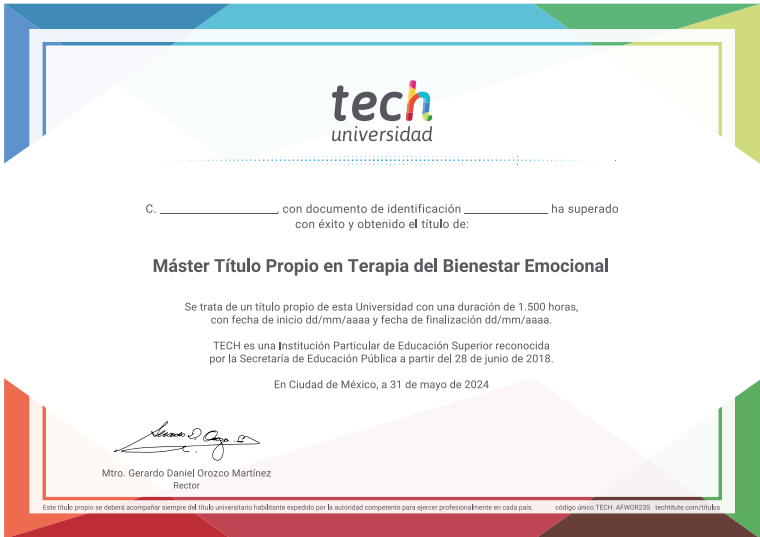 tech
universidad
C. ____________________, con documento de identificación ______________ ha superado
con éxito y obtenido el título de:
Máster Título Propio en Terapia del Bienestar Emocional
Se trata de un título propio de esta Universidad con una duración de 1.500 horas,
con fecha de inicio dd/mm/aaaa y fecha de finalización dd/mm/aaaa.
TECH es una Institución Particular de Educación Superior reconocida
por la Secretaría de Educación Pública a partir del 28 de junio de 2018.
En Ciudad de México, a 31 de mayo de 2024
Mtro. Gerardo Daniel Orozco Martínez
Rector
Este título propio se deberá acompañar siempre del título universitario habilitante expedido por la autoridad competente para ejercer profesionalmente en cada país. código único TECH: AFWOR23S techtitute.com/titulos